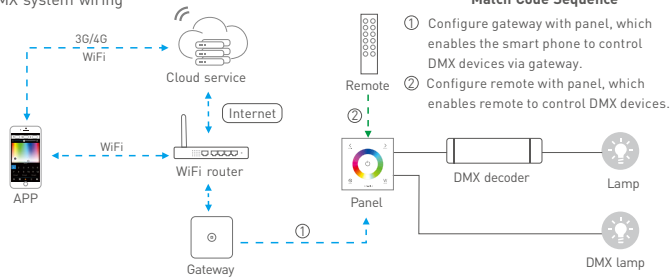 MX system wiring
Match Code Sequence
① Configure gateway with panel, which
enables the smart phone to control
DMX devices via gateway.
② Configure remote with panel, which
enables remote to control DMX devices.
3G/4G
WiFi
Cloud service
Internet
Remote
②
WiFi
APP
WiFi router
DMX decoder
Lamp
Panel
①
Gateway
DMX lamp